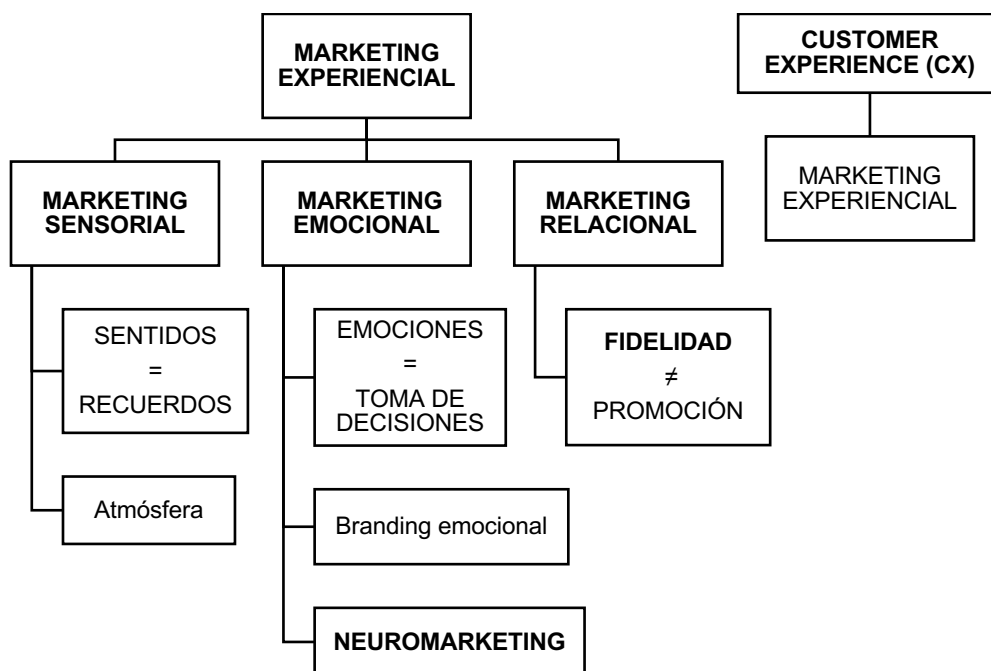 MARKETING
EXPERIENCIAL
CUSTOMER
EXPERIENCE (CX)
MARKETING
EXPERIENCIAL
MARKETING
SENSORIAL
MARKETING
EMOCIONAL
MARKETING
RELACIONAL
SENTIDOS
=
RECUERDOS
EMOCIONES
=
TOMA DE
DECISIONES
FIDELIDAD
≠
PROMOCIÓN
Atmósfera
Branding emocional
NEUROMARKETING